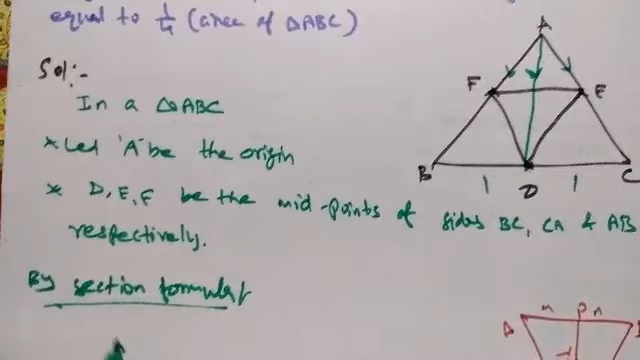 equal to 1/4 (area of ΔABC)
Sol:-
In a ΔABC
* Let 'A' be the origin
* D, E, F be the mid-points of sides BC, CA & AB
respectively.
By section formula
A
F
E
B
C
1
D
1
A
n
P
n